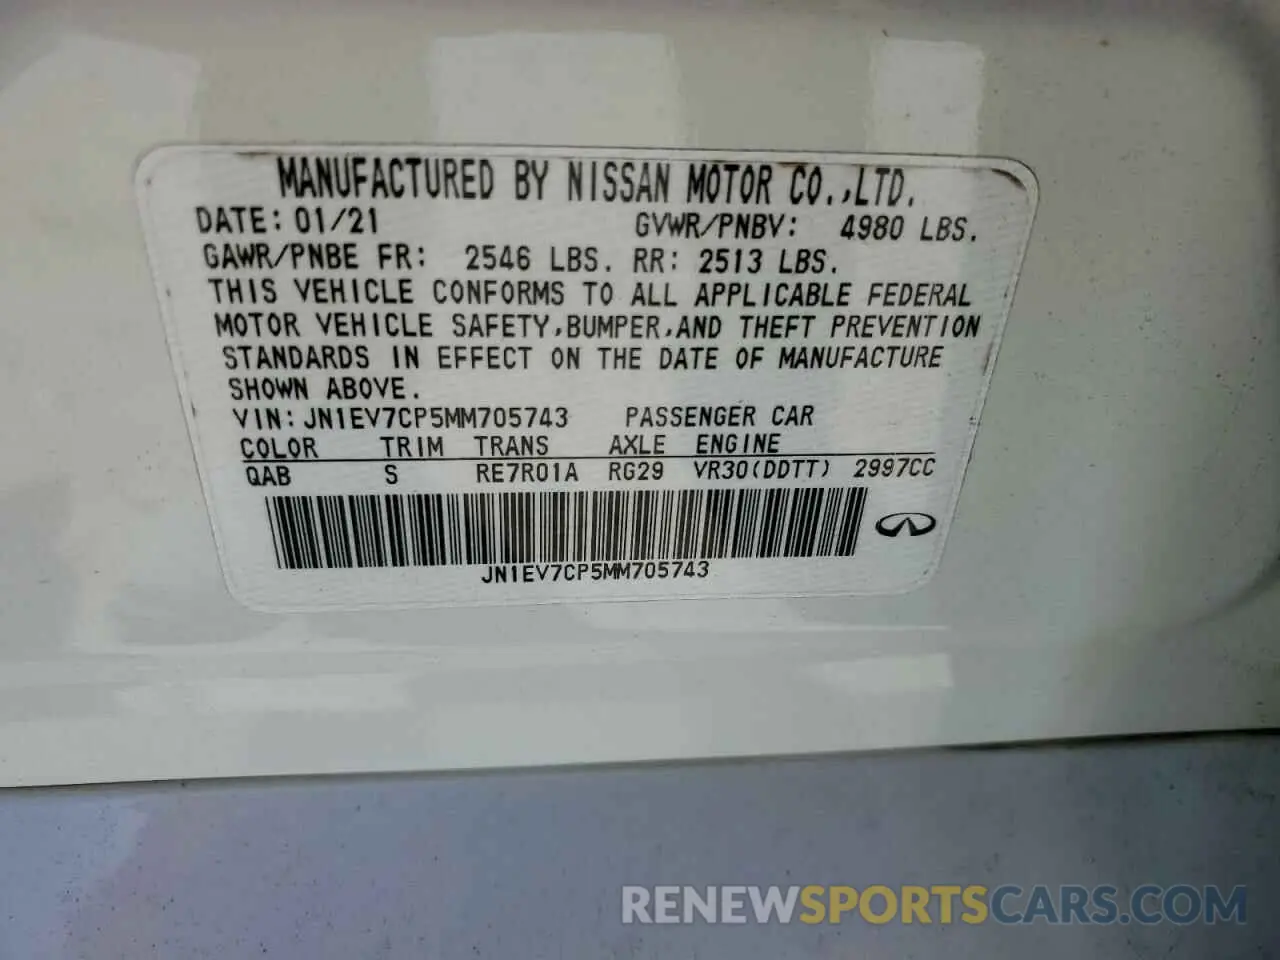 MANUFACTURED BY NISSAN MOTOR CO.,LTD.
DATE: 01/21 GVWR/PNBV: 4980 LBS.
GAWR/PNBE FR: 2546 LBS. RR: 2513 LBS.
THIS VEHICLE CONFORMS TO ALL APPLICABLE FEDERAL
MOTOR VEHICLE SAFETY,BUMPER,AND THEFT PREVENTION
STANDARDS IN EFFECT ON THE DATE OF MANUFACTURE
SHOWN ABOVE.
VIN: JN1EV7CP5MM705743 PASSENGER CAR
COLOR TRIM TRANS AXLE ENGINE
QAB S RE7R01A RG29 VR30(DDTT) 2997CC
JN1EV7CP5MM705743
RENEWSPORTSCARS.COM